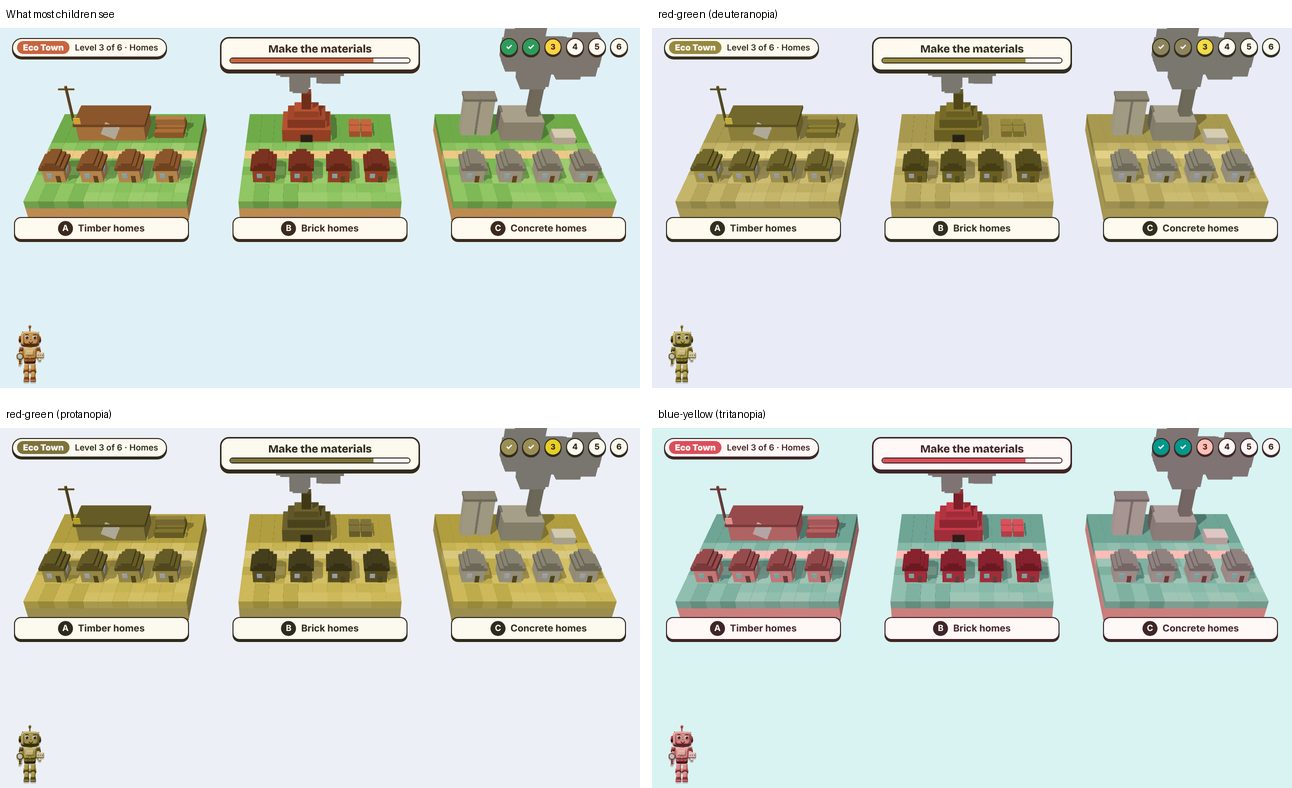 What most children see
Eco Town Level 3 of 6 · Homes
Make the materials
✓ ✓ 3 4 5 6
A Timber homes
B Brick homes
C Concrete homes
red-green (deuteranopia)
Eco Town Level 3 of 6 · Homes
Make the materials
✓ ✓ 3 4 5 6
A Timber homes
B Brick homes
C Concrete homes
red-green (protanopia)
Eco Town Level 3 of 6 · Homes
Make the materials
✓ ✓ 3 4 5 6
A Timber homes
B Brick homes
C Concrete homes
blue-yellow (tritanopia)
Eco Town Level 3 of 6 · Homes
Make the materials
✓ ✓ 3 4 5 6
A Timber homes
B Brick homes
C Concrete homes